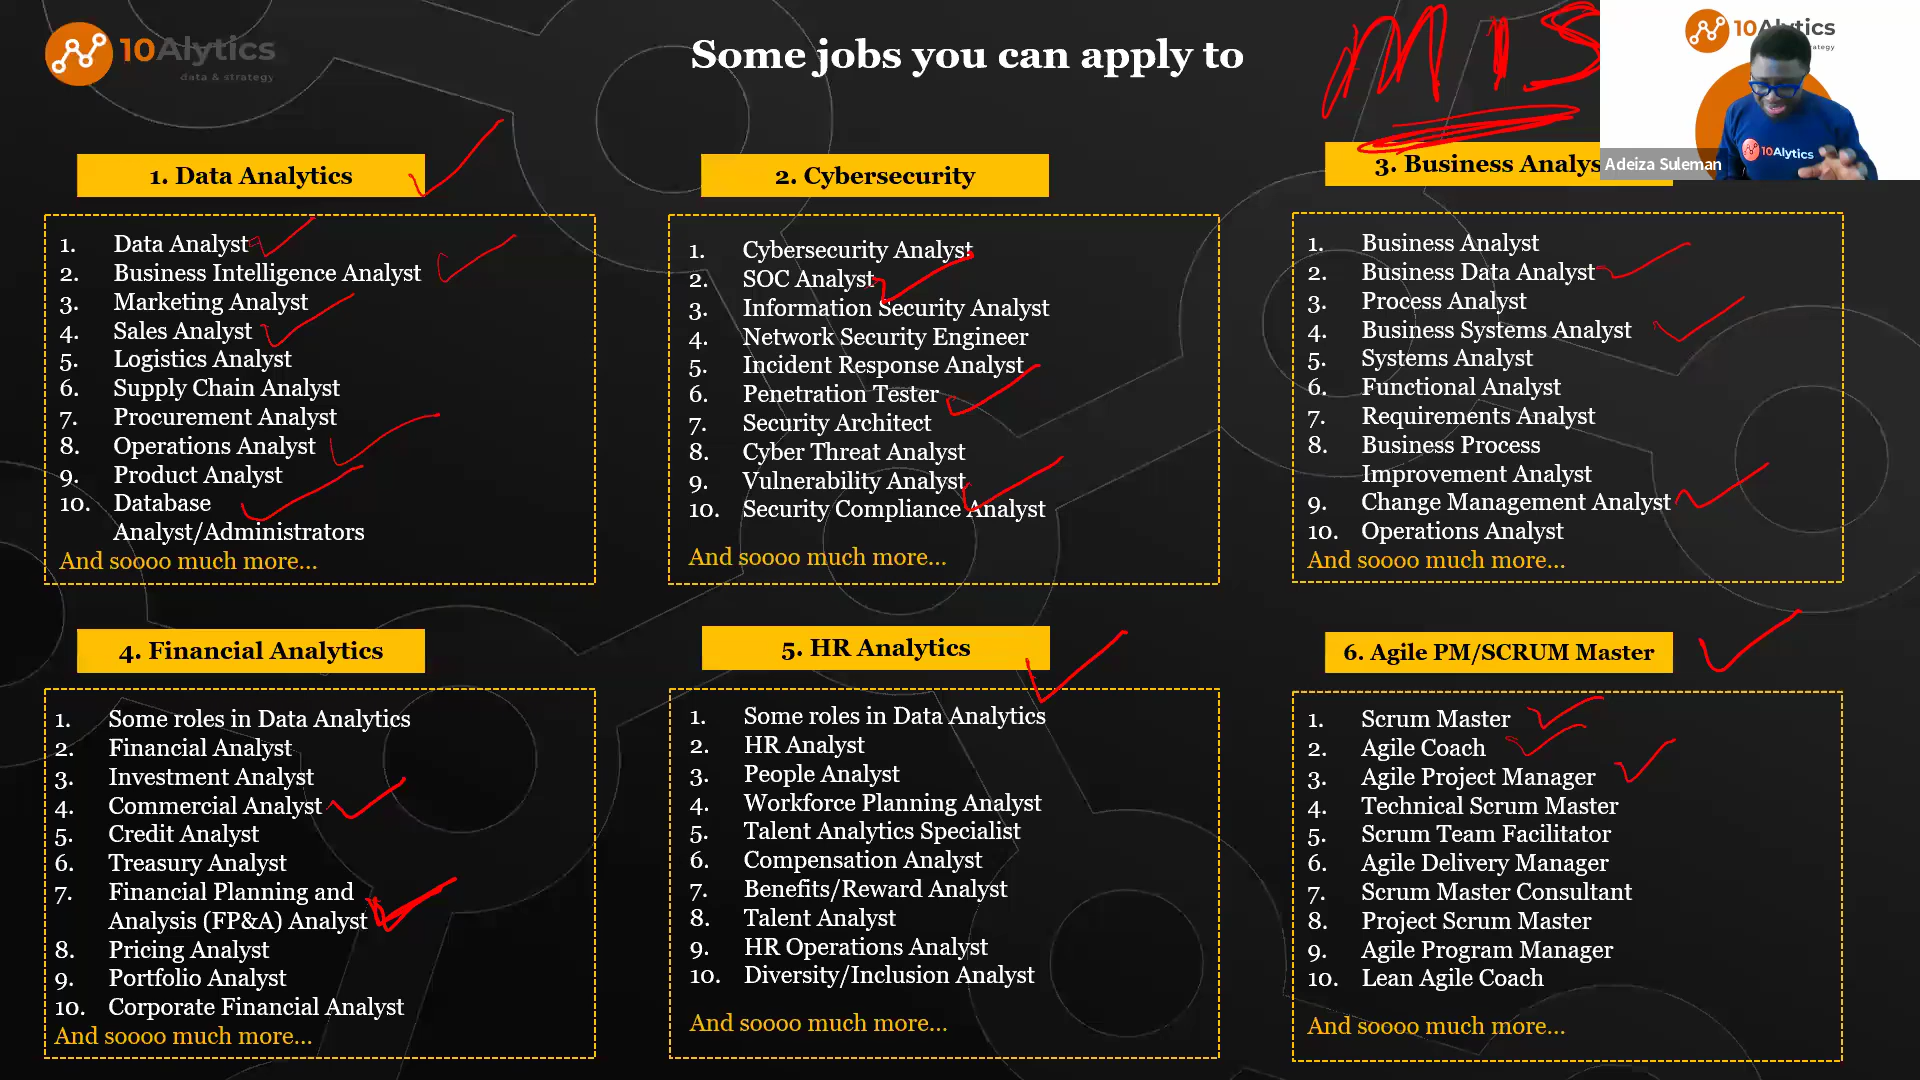 10Alytics
data & strategy
Some jobs you can apply to
MIS
10Alytics
Adeiza Suleman
10Alytics
1. Data Analytics
1. Data Analyst
2. Business Intelligence Analyst
3. Marketing Analyst
4. Sales Analyst
5. Logistics Analyst
6. Supply Chain Analyst
7. Procurement Analyst
8. Operations Analyst
9. Product Analyst
10. Database
Analyst/Administrators
And soooo much more...
2. Cybersecurity
1. Cybersecurity Analyst
2. SOC Analyst
3. Information Security Analyst
4. Network Security Engineer
5. Incident Response Analyst
6. Penetration Tester
7. Security Architect
8. Cyber Threat Analyst
9. Vulnerability Analyst
10. Security Compliance Analyst
And soooo much more...
3. Business Analys
1. Business Analyst
2. Business Data Analyst
3. Process Analyst
4. Business Systems Analyst
5. Systems Analyst
6. Functional Analyst
7. Requirements Analyst
8. Business Process
Improvement Analyst
9. Change Management Analyst
10. Operations Analyst
And soooo much more...
4. Financial Analytics
1. Some roles in Data Analytics
2. Financial Analyst
3. Investment Analyst
4. Commercial Analyst
5. Credit Analyst
6. Treasury Analyst
7. Financial Planning and
Analysis (FP&A) Analyst
8. Pricing Analyst
9. Portfolio Analyst
10. Corporate Financial Analyst
And soooo much more...
5. HR Analytics
1. Some roles in Data Analytics
2. HR Analyst
3. People Analyst
4. Workforce Planning Analyst
5. Talent Analytics Specialist
6. Compensation Analyst
7. Benefits/Reward Analyst
8. Talent Analyst
9. HR Operations Analyst
10. Diversity/Inclusion Analyst
And soooo much more...
6. Agile PM/SCRUM Master
1. Scrum Master
2. Agile Coach
3. Agile Project Manager
4. Technical Scrum Master
5. Scrum Team Facilitator
6. Agile Delivery Manager
7. Scrum Master Consultant
8. Project Scrum Master
9. Agile Program Manager
10. Lean Agile Coach
And soooo much more...